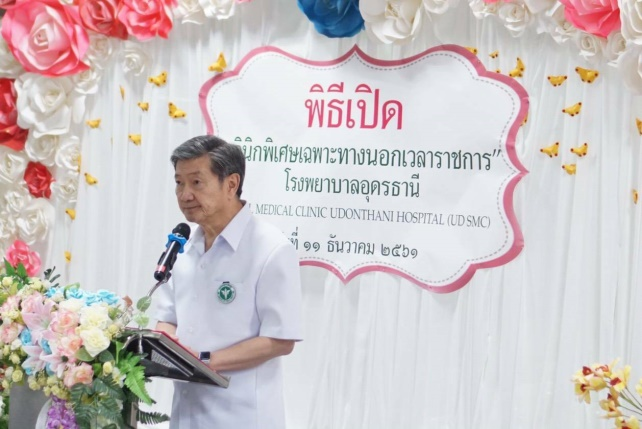 พิธีเปิด
พิเศษเฉพาะทางนอกเวลาราชการ"
โรงพยาบาลอุดรธานี
MEDICAL CLINIC UDONTHANI HOSPITAL (UD SMC)
ที่ ๑๑ ธันวาคม ๒๕๖๑